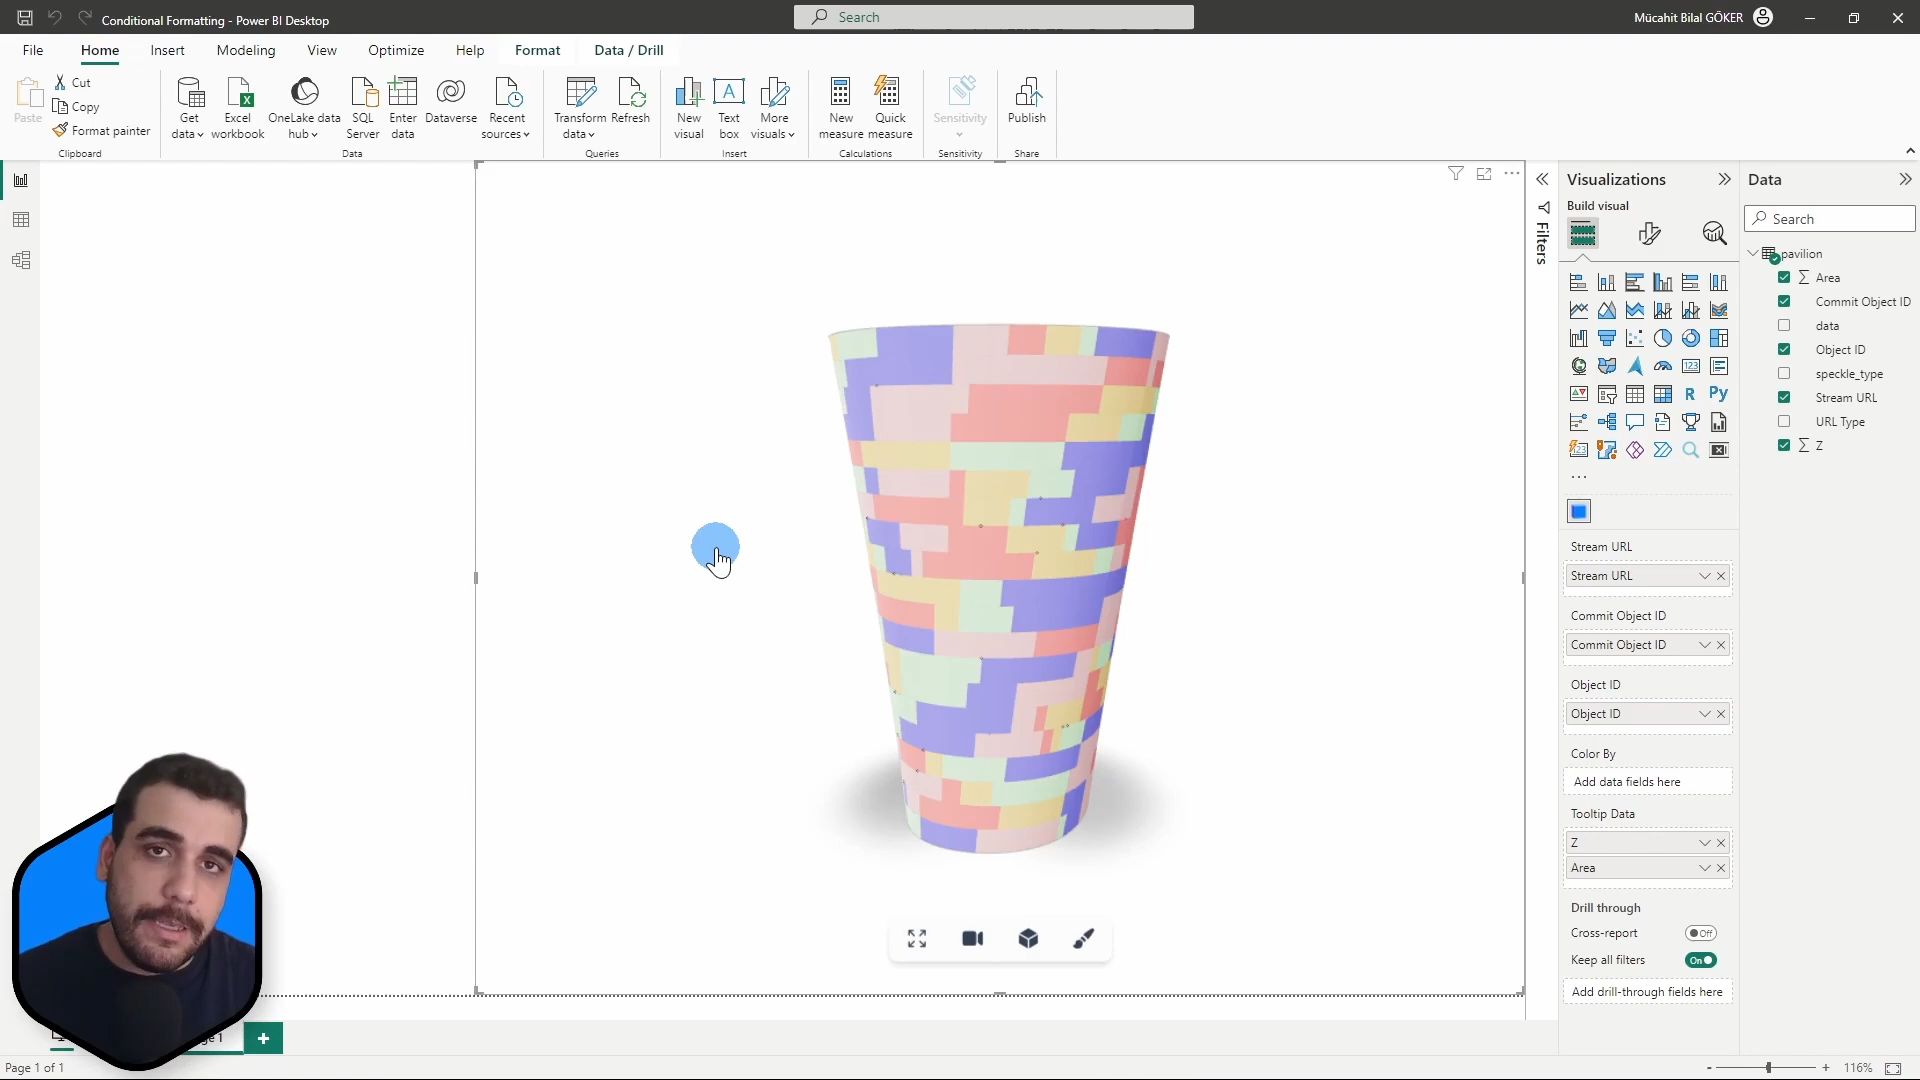 Conditional Formatting - Power BI Desktop
Search
Mücahit Bilal GÖKER
File
Home
Insert
Modeling
View
Optimize
Help
Format
Data / Drill
Paste
Cut
Copy
Format painter
Clipboard
Get data
Excel workbook
OneLake data hub
SQL Server
Enter data
Dataverse
Recent sources
Data
Transform data
Refresh
Queries
New visual
Text box
More visuals
Insert
New measure
Quick measure
Calculations
Sensitivity
Sensitivity
Publish
Share
Filters
Visualizations
Build visual
R
Py
123
Stream URL
Stream URL
Commit Object ID
Commit Object ID
Object ID
Object ID
Color By
Add data fields here
Tooltip Data
Z
Area
Drill through
Cross-report
Off
Keep all filters
On
Add drill-through fields here
Data
Search
pavilion
Area
Commit Object ID
data
Object ID
speckle_type
Stream URL
URL Type
Z
Page 1 of 1
116%